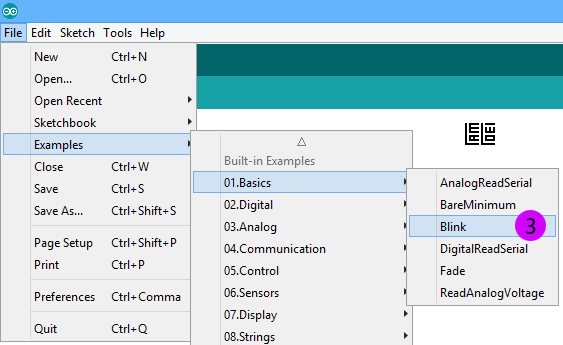 File Edit Sketch Tools Help
New Ctrl+N
Open... Ctrl+O
Open Recent
Sketchbook
Examples
Close Ctrl+W
Save Ctrl+S
Save As... Ctrl+Shift+S
Page Setup Ctrl+Shift+P
Print Ctrl+P
Preferences Ctrl+Comma
Quit Ctrl+Q
Built-in Examples
01.Basics
02.Digital
03.Analog
04.Communication
05.Control
06.Sensors
07.Display
08.Strings
AnalogReadSerial
BareMinimum
Blink 3
DigitalReadSerial
Fade
ReadAnalogVoltage